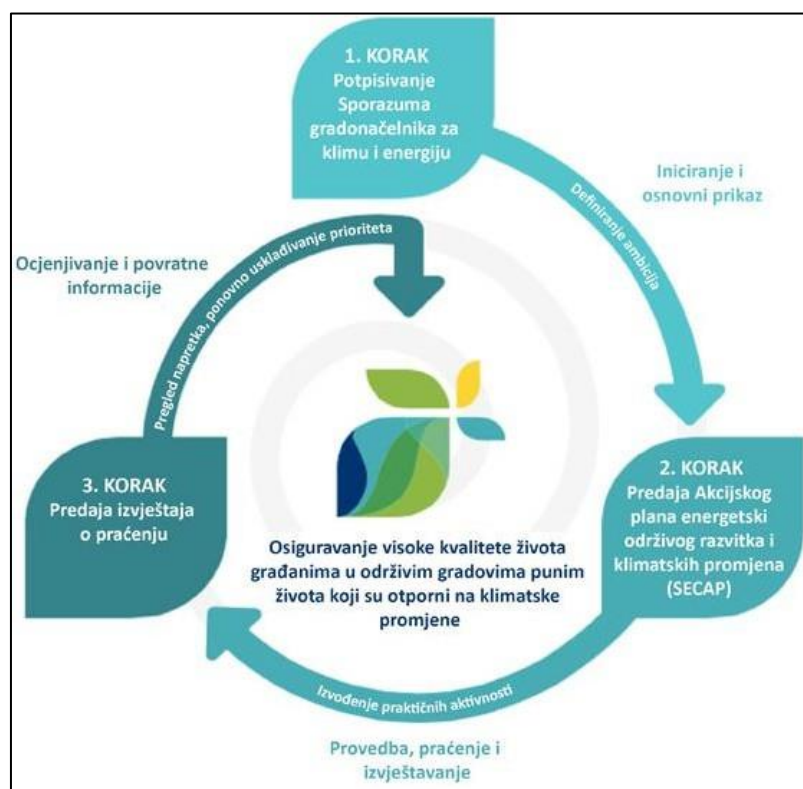 1. KORAK
Potpisivanje
Sporazuma
gradonačelnika za
klimu i energiju
Iniciranje i
osnovni prikaz
Definiranje ambicija
2. KORAK
Predaja Akcijskog
plana energetski
održivog razvitka i
klimatskih promjena
(SECAP)
Izvođenje praktičnih aktivnosti
Provedba, praćenje i
izvještavanje
3. KORAK
Predaja izvještaja
o praćenju
Pregled napretka, ponovno usklađivanje prioriteta
Ocjenjivanje i povratne
informacije
Osiguravanje visoke kvalitete života
građanima u održivim gradovima punim
života koji su otporni na klimatske
promjene